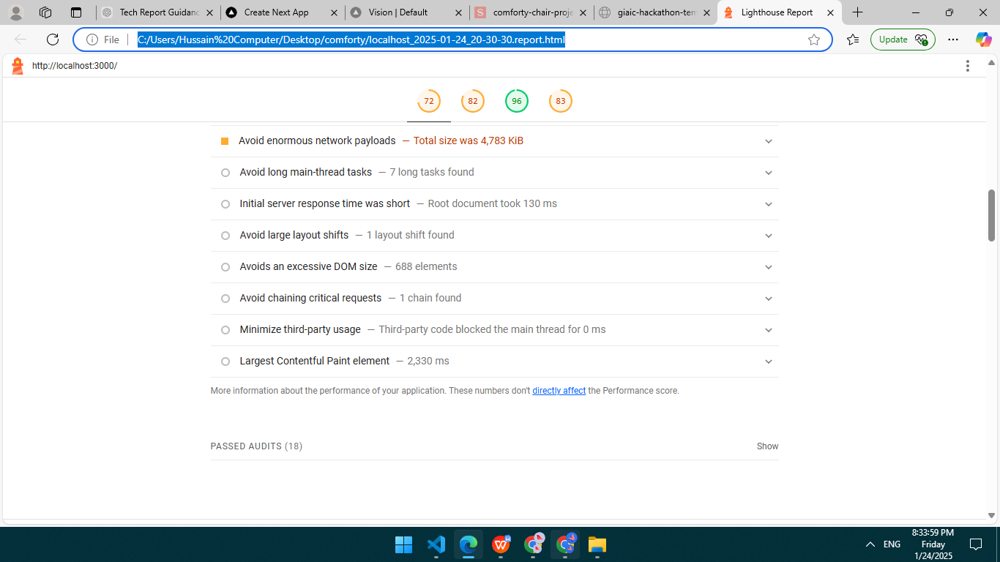 Tech Report Guidanc
Create Next App
Vision | Default
comforty-chair-proje
giaic-hackathon-tem
Lighthouse Report
File
C:/Users/Hussain%20Computer/Desktop/comforty/localhost_2025-01-24_20-30-30.report.html
Update
http://localhost:3000/
72 82 96 83
Avoid enormous network payloads — Total size was 4,783 KiB
Avoid long main-thread tasks — 7 long tasks found
Initial server response time was short — Root document took 130 ms
Avoid large layout shifts — 1 layout shift found
Avoids an excessive DOM size — 688 elements
Avoid chaining critical requests — 1 chain found
Minimize third-party usage — Third-party code blocked the main thread for 0 ms
Largest Contentful Paint element — 2,330 ms
More information about the performance of your application. These numbers don't directly affect the Performance score.
PASSED AUDITS (18)
Show
ENG
8:33:59 PM
Friday
1/24/2025